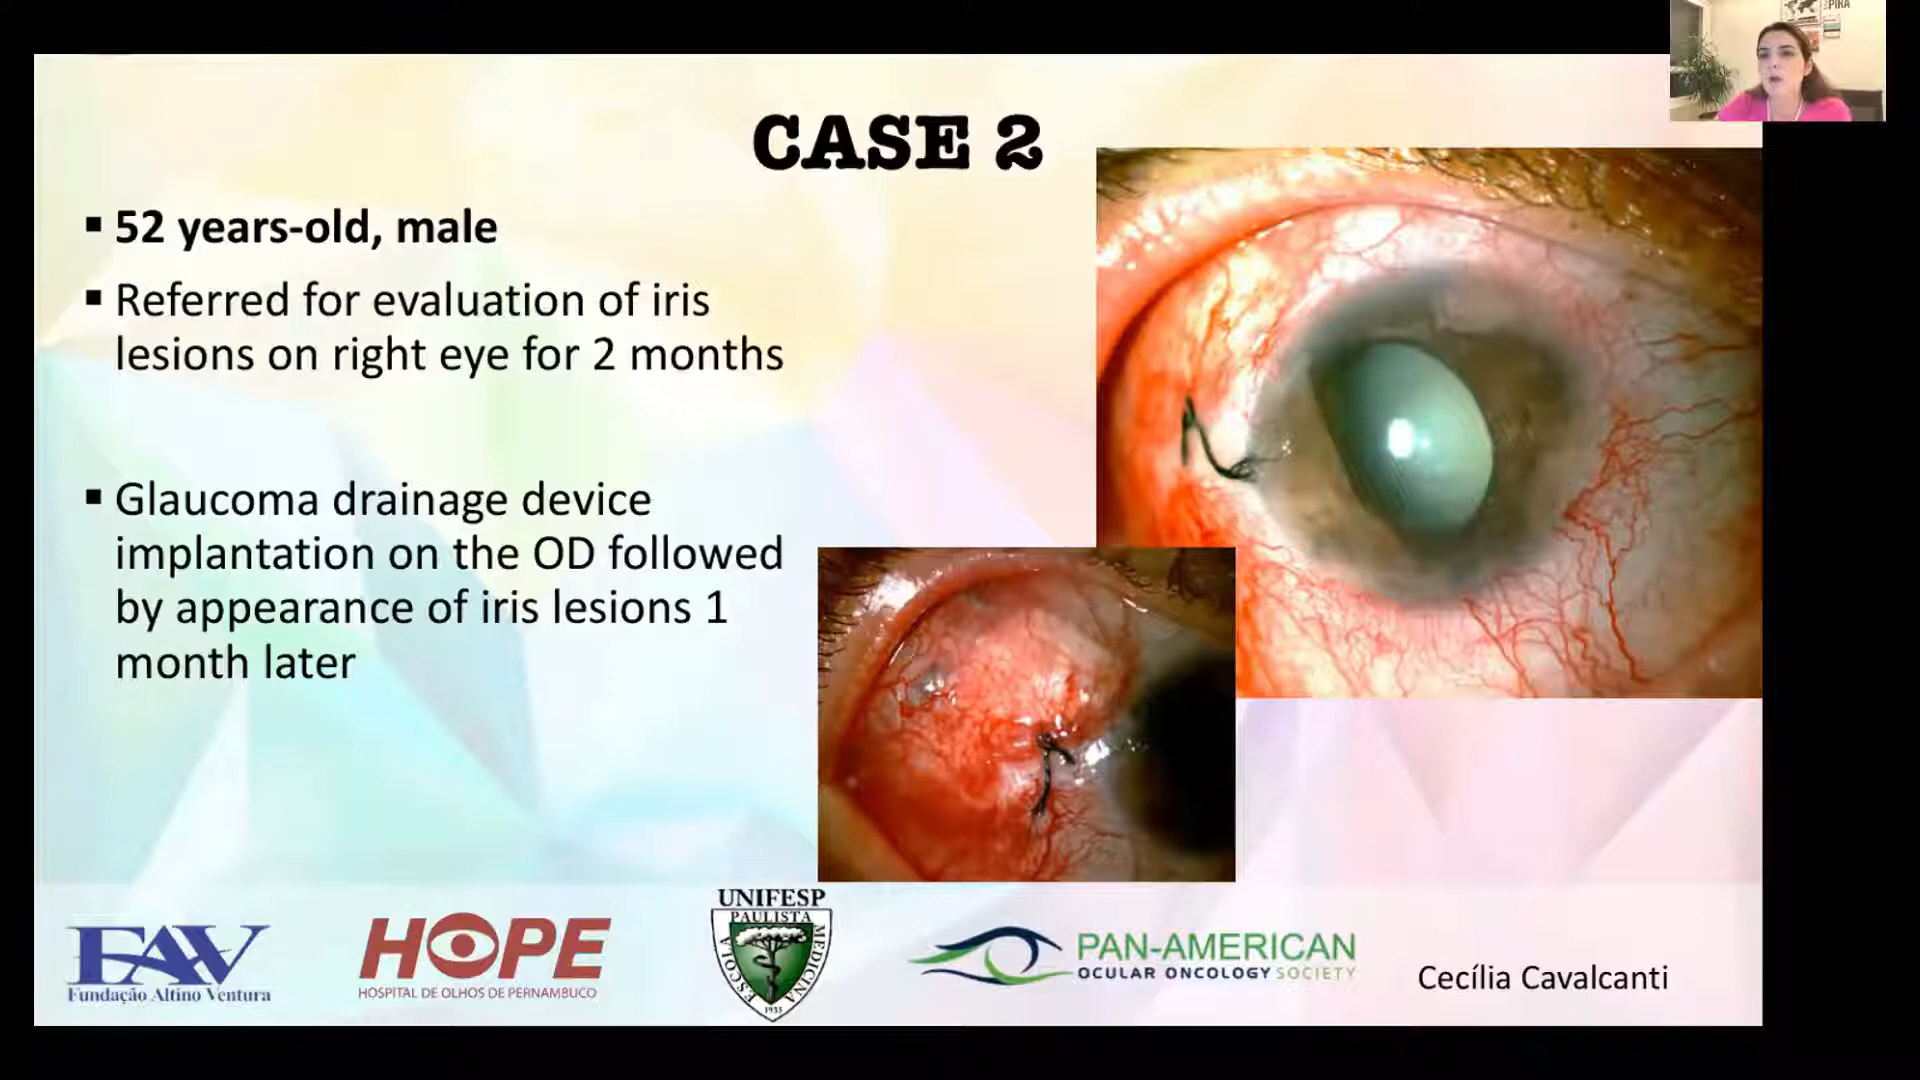 PIRA
CASE 2
▪ 52 years-old, male
▪ Referred for evaluation of iris
lesions on right eye for 2 months
▪ Glaucoma drainage device
implantation on the OD followed
by appearance of iris lesions 1
month later
FAV
Fundação Altino Ventura
HOPE
HOSPITAL DE OLHOS DE PERNAMBUCO
UNIFESP
ESCOLA PAULISTA MEDICINA
1933
PAN-AMERICAN
OCULAR ONCOLOGY SOCIETY
Cecília Cavalcanti